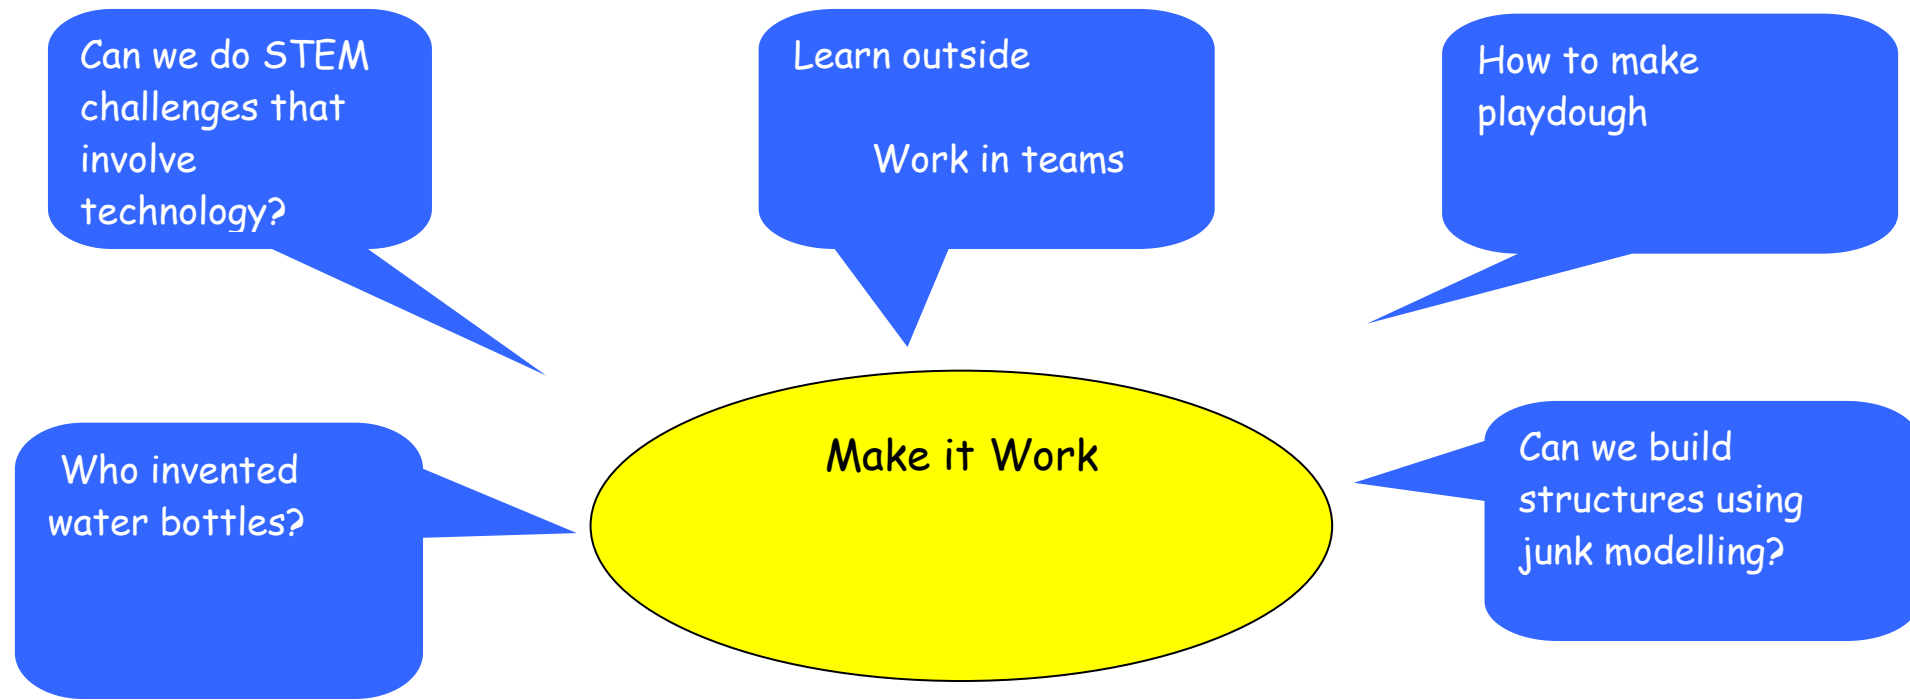 Can we do STEM
challenges that
involve
technology?
Learn outside
Work in teams
How to make
playdough
Who invented
water bottles?
Make it Work
Can we build
structures using
junk modelling?